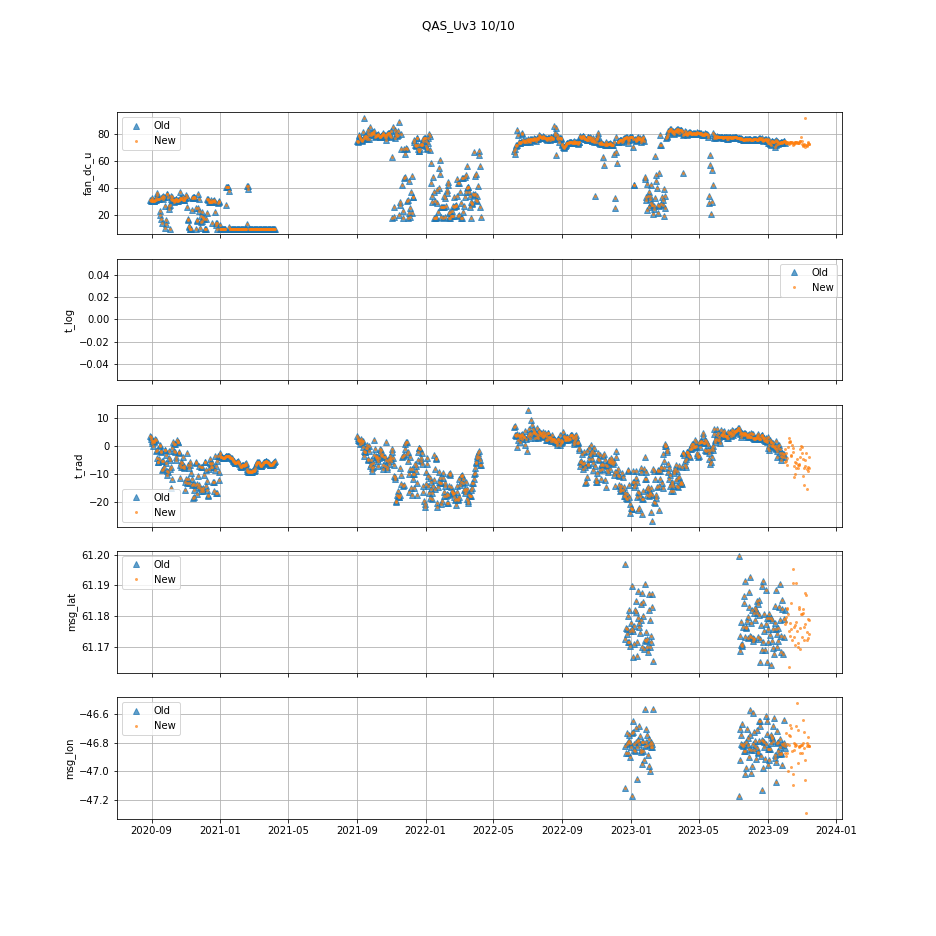 QAS_Uv3 10/10
Old
New
80
60
40
20
fan_dc_u
Old
New
0.04
0.02
0.00
−0.02
−0.04
t_log
10
0
−10
−20
t_rad
Old
New
61.20
61.19
61.18
61.17
msg_lat
Old
New
−46.6
−46.8
−47.0
−47.2
msg_lon
Old
New
2020-09 2021-01 2021-05 2021-09 2022-01 2022-05 2022-09 2023-01 2023-05 2023-09 2024-01